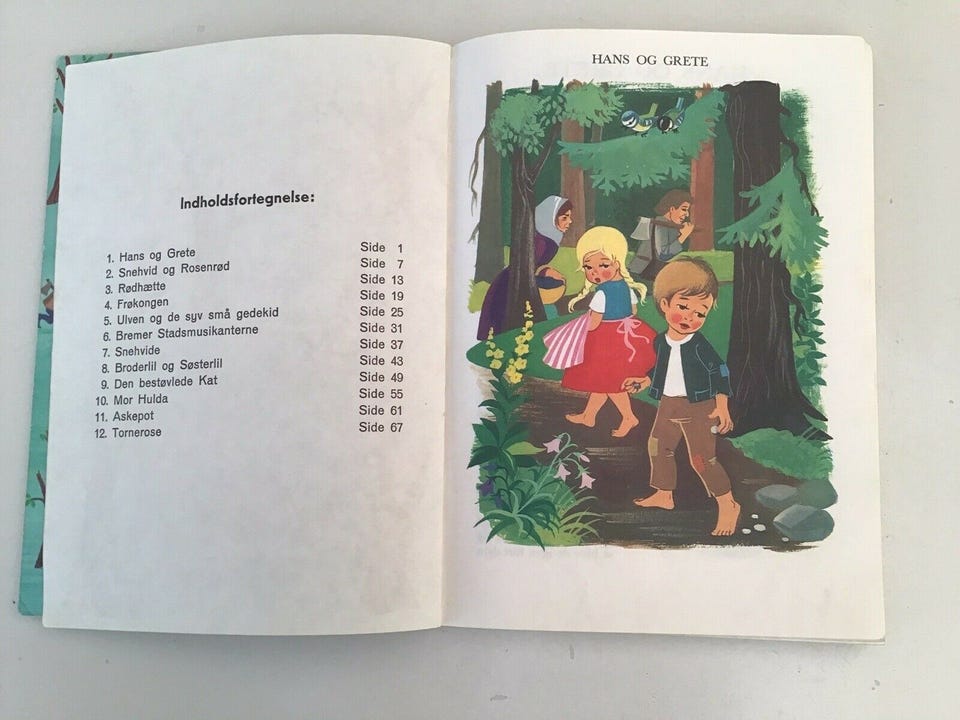 Indholdsfortegnelse:
1. Hans og Grete Side 1
2. Snehvid og Rosenrød Side 7
3. Rødhætte Side 13
4. Frøkongen Side 19
5. Ulven og de syv små gedekid Side 25
6. Bremer Stadsmusikanterne Side 31
7. Snehvide Side 37
8. Broderlil og Søsterlil Side 43
9. Den bestøvlede Kat Side 49
10. Mor Hulda Side 55
11. Askepot Side 61
12. Tornerose Side 67
HANS OG GRETE